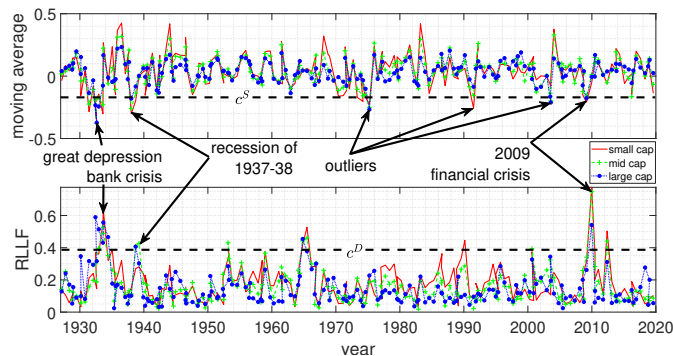 0.5
0
-0.5
moving average
c^S
great depression
bank crisis
recession of
1937-38
outliers
2009
financial crisis
small cap
mid cap
large cap
0.6
0.4
0.2
0
RLLF
c^D
1930 1940 1950 1960 1970 1980 1990 2000 2010 2020
year